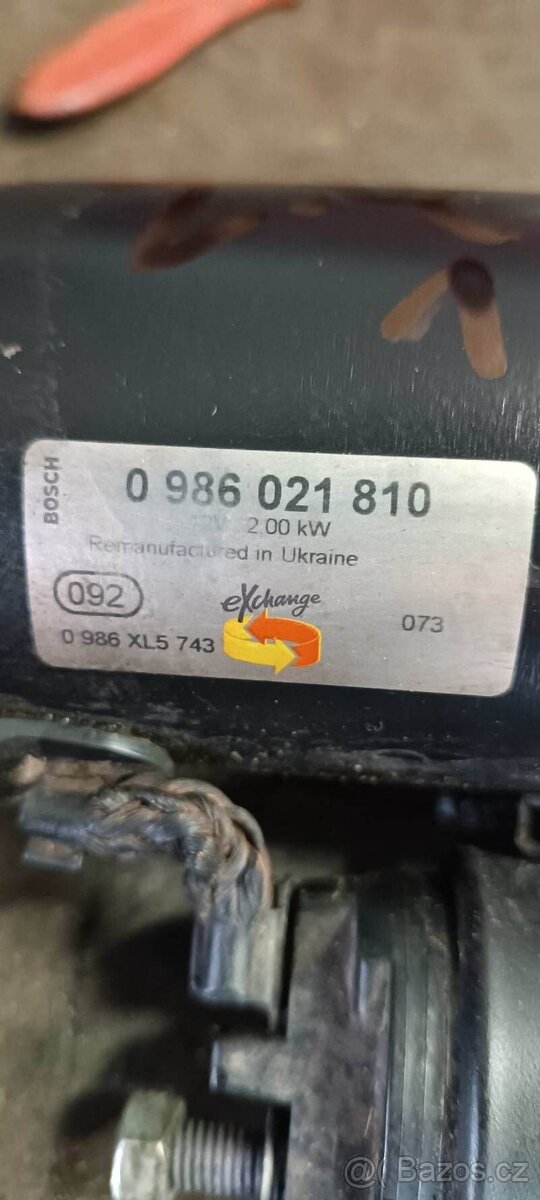 BOSCH
0 986 021 810
12V 2.00 kW
Remanufactured in Ukraine
092
eXchange
073
0 986 XL5 743
Bazos.cz